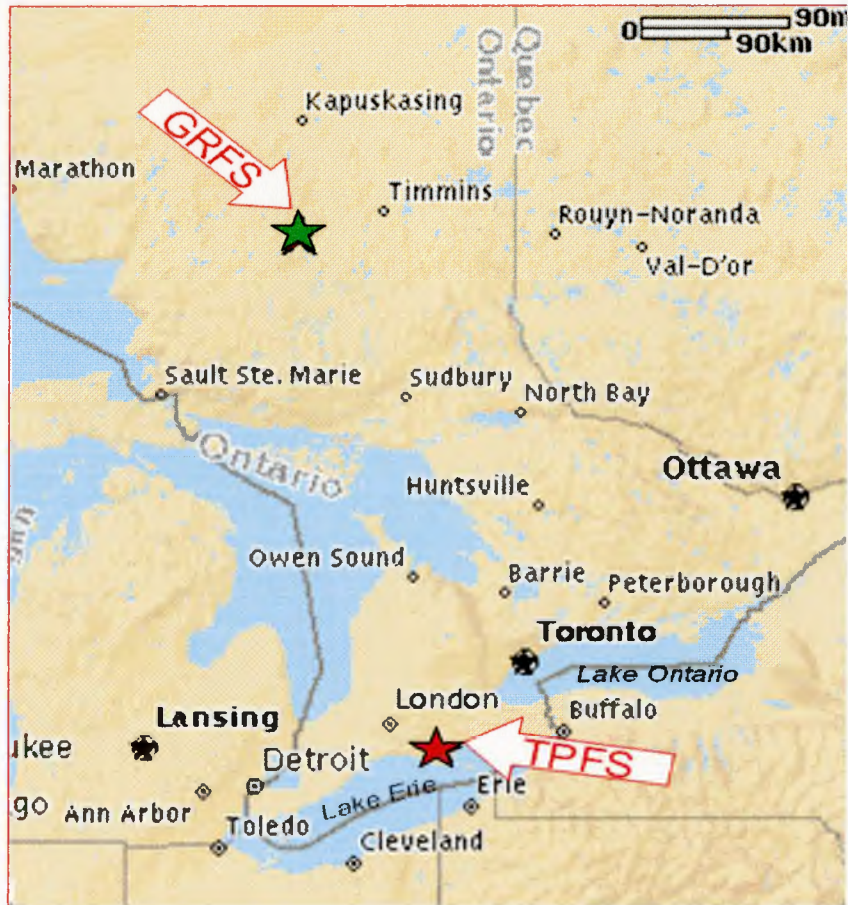 0 90m
90km
Quebec
Ontario
Kapuskasing
GRFS
Marathon
Timmins
Rouyn-Noranda
Val-D'or
Sault Ste. Marie
Sudbury
North Bay
Ontario
Ottawa
Huntsville
Owen Sound
Barrie
Peterborough
Toronto
Lake Ontario
London
Buffalo
Lansing
ukee
TPFS
Detroit
Erie
Lake Erie
go
Ann Arbor
Toledo
Cleveland